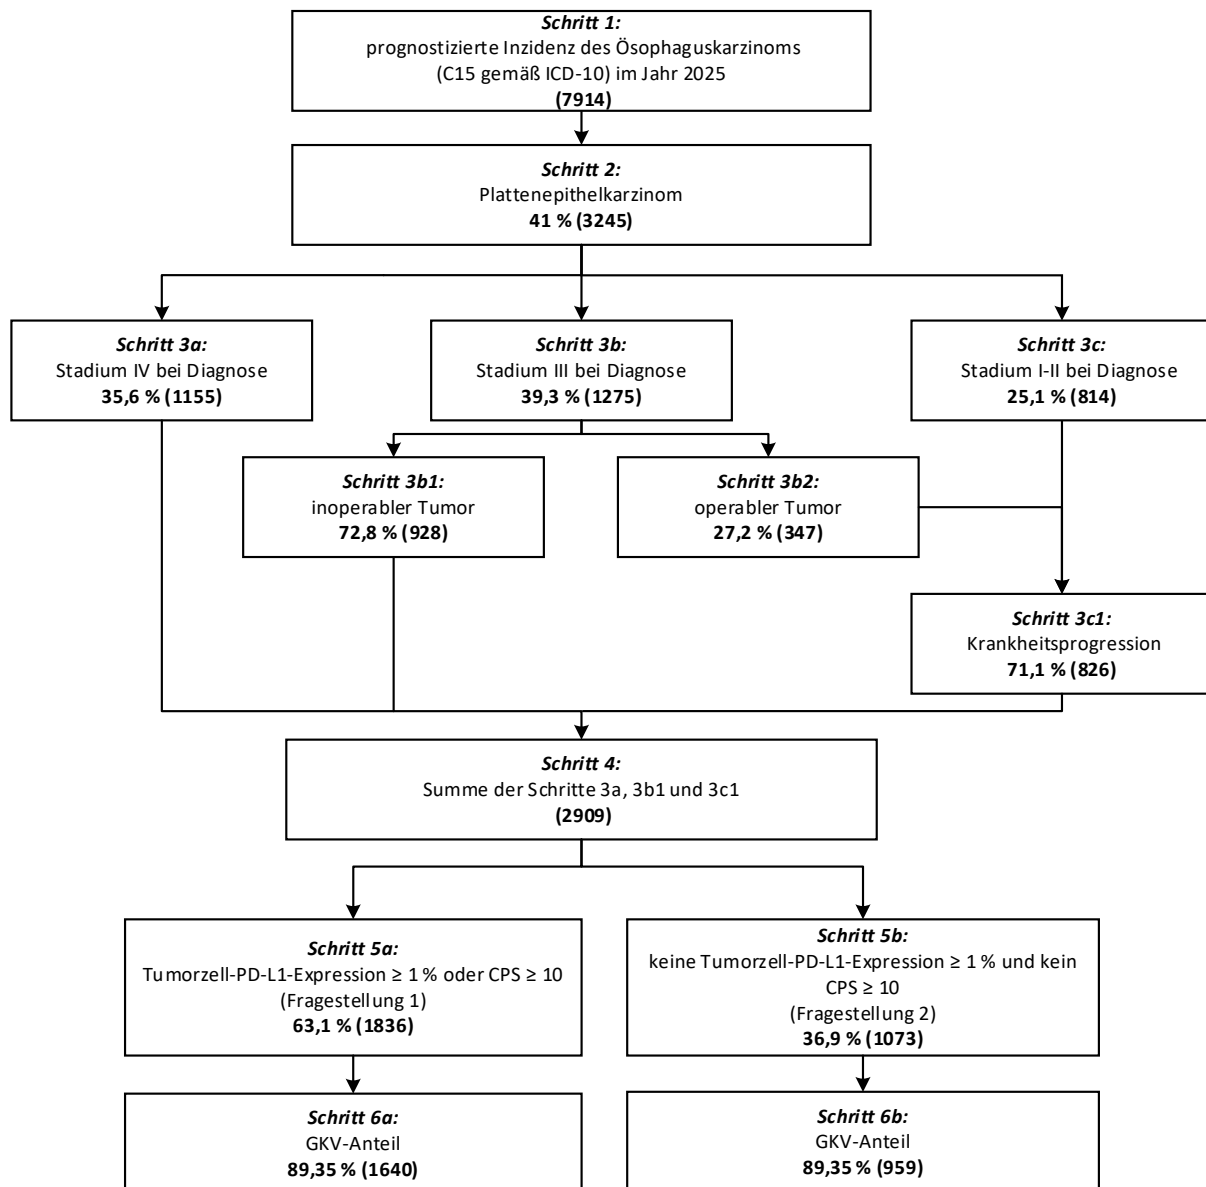 Schritt 1:
prognostizierte Inzidenz des Ösophaguskarzinoms
(C15 gemäß ICD-10) im Jahr 2025
(7914)
Schritt 2:
Plattenepithelkarzinom
41 % (3245)
Schritt 3a:
Stadium IV bei Diagnose
35,6 % (1155)
Schritt 3b:
Stadium III bei Diagnose
39,3 % (1275)
Schritt 3c:
Stadium I-II bei Diagnose
25,1 % (814)
Schritt 3b1:
inoperabler Tumor
72,8 % (928)
Schritt 3b2:
operabler Tumor
27,2 % (347)
Schritt 3c1:
Krankheitsprogression
71,1 % (826)
Schritt 4:
Summe der Schritte 3a, 3b1 und 3c1
(2909)
Schritt 5a:
Tumorzell-PD-L1-Expression ≥ 1 % oder CPS ≥ 10
(Fragestellung 1)
63,1 % (1836)
Schritt 5b:
keine Tumorzell-PD-L1-Expression ≥ 1 % und kein
CPS ≥ 10
(Fragestellung 2)
36,9 % (1073)
Schritt 6a:
GKV-Anteil
89,35 % (1640)
Schritt 6b:
GKV-Anteil
89,35 % (959)